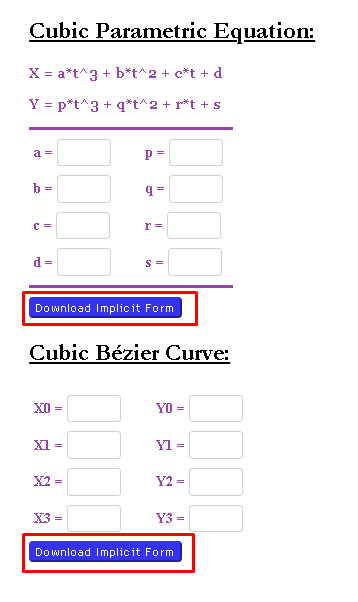 Cubic Parametric Equation:
X = a*t^3 + b*t^2 + c*t + d
Y = p*t^3 + q*t^2 + r*t + s
a = p =
b = q =
c = r =
d = s =
Download Implicit Form
Cubic Bézier Curve:
X0 = Y0 =
X1 = Y1 =
X2 = Y2 =
X3 = Y3 =
Download Implicit Form